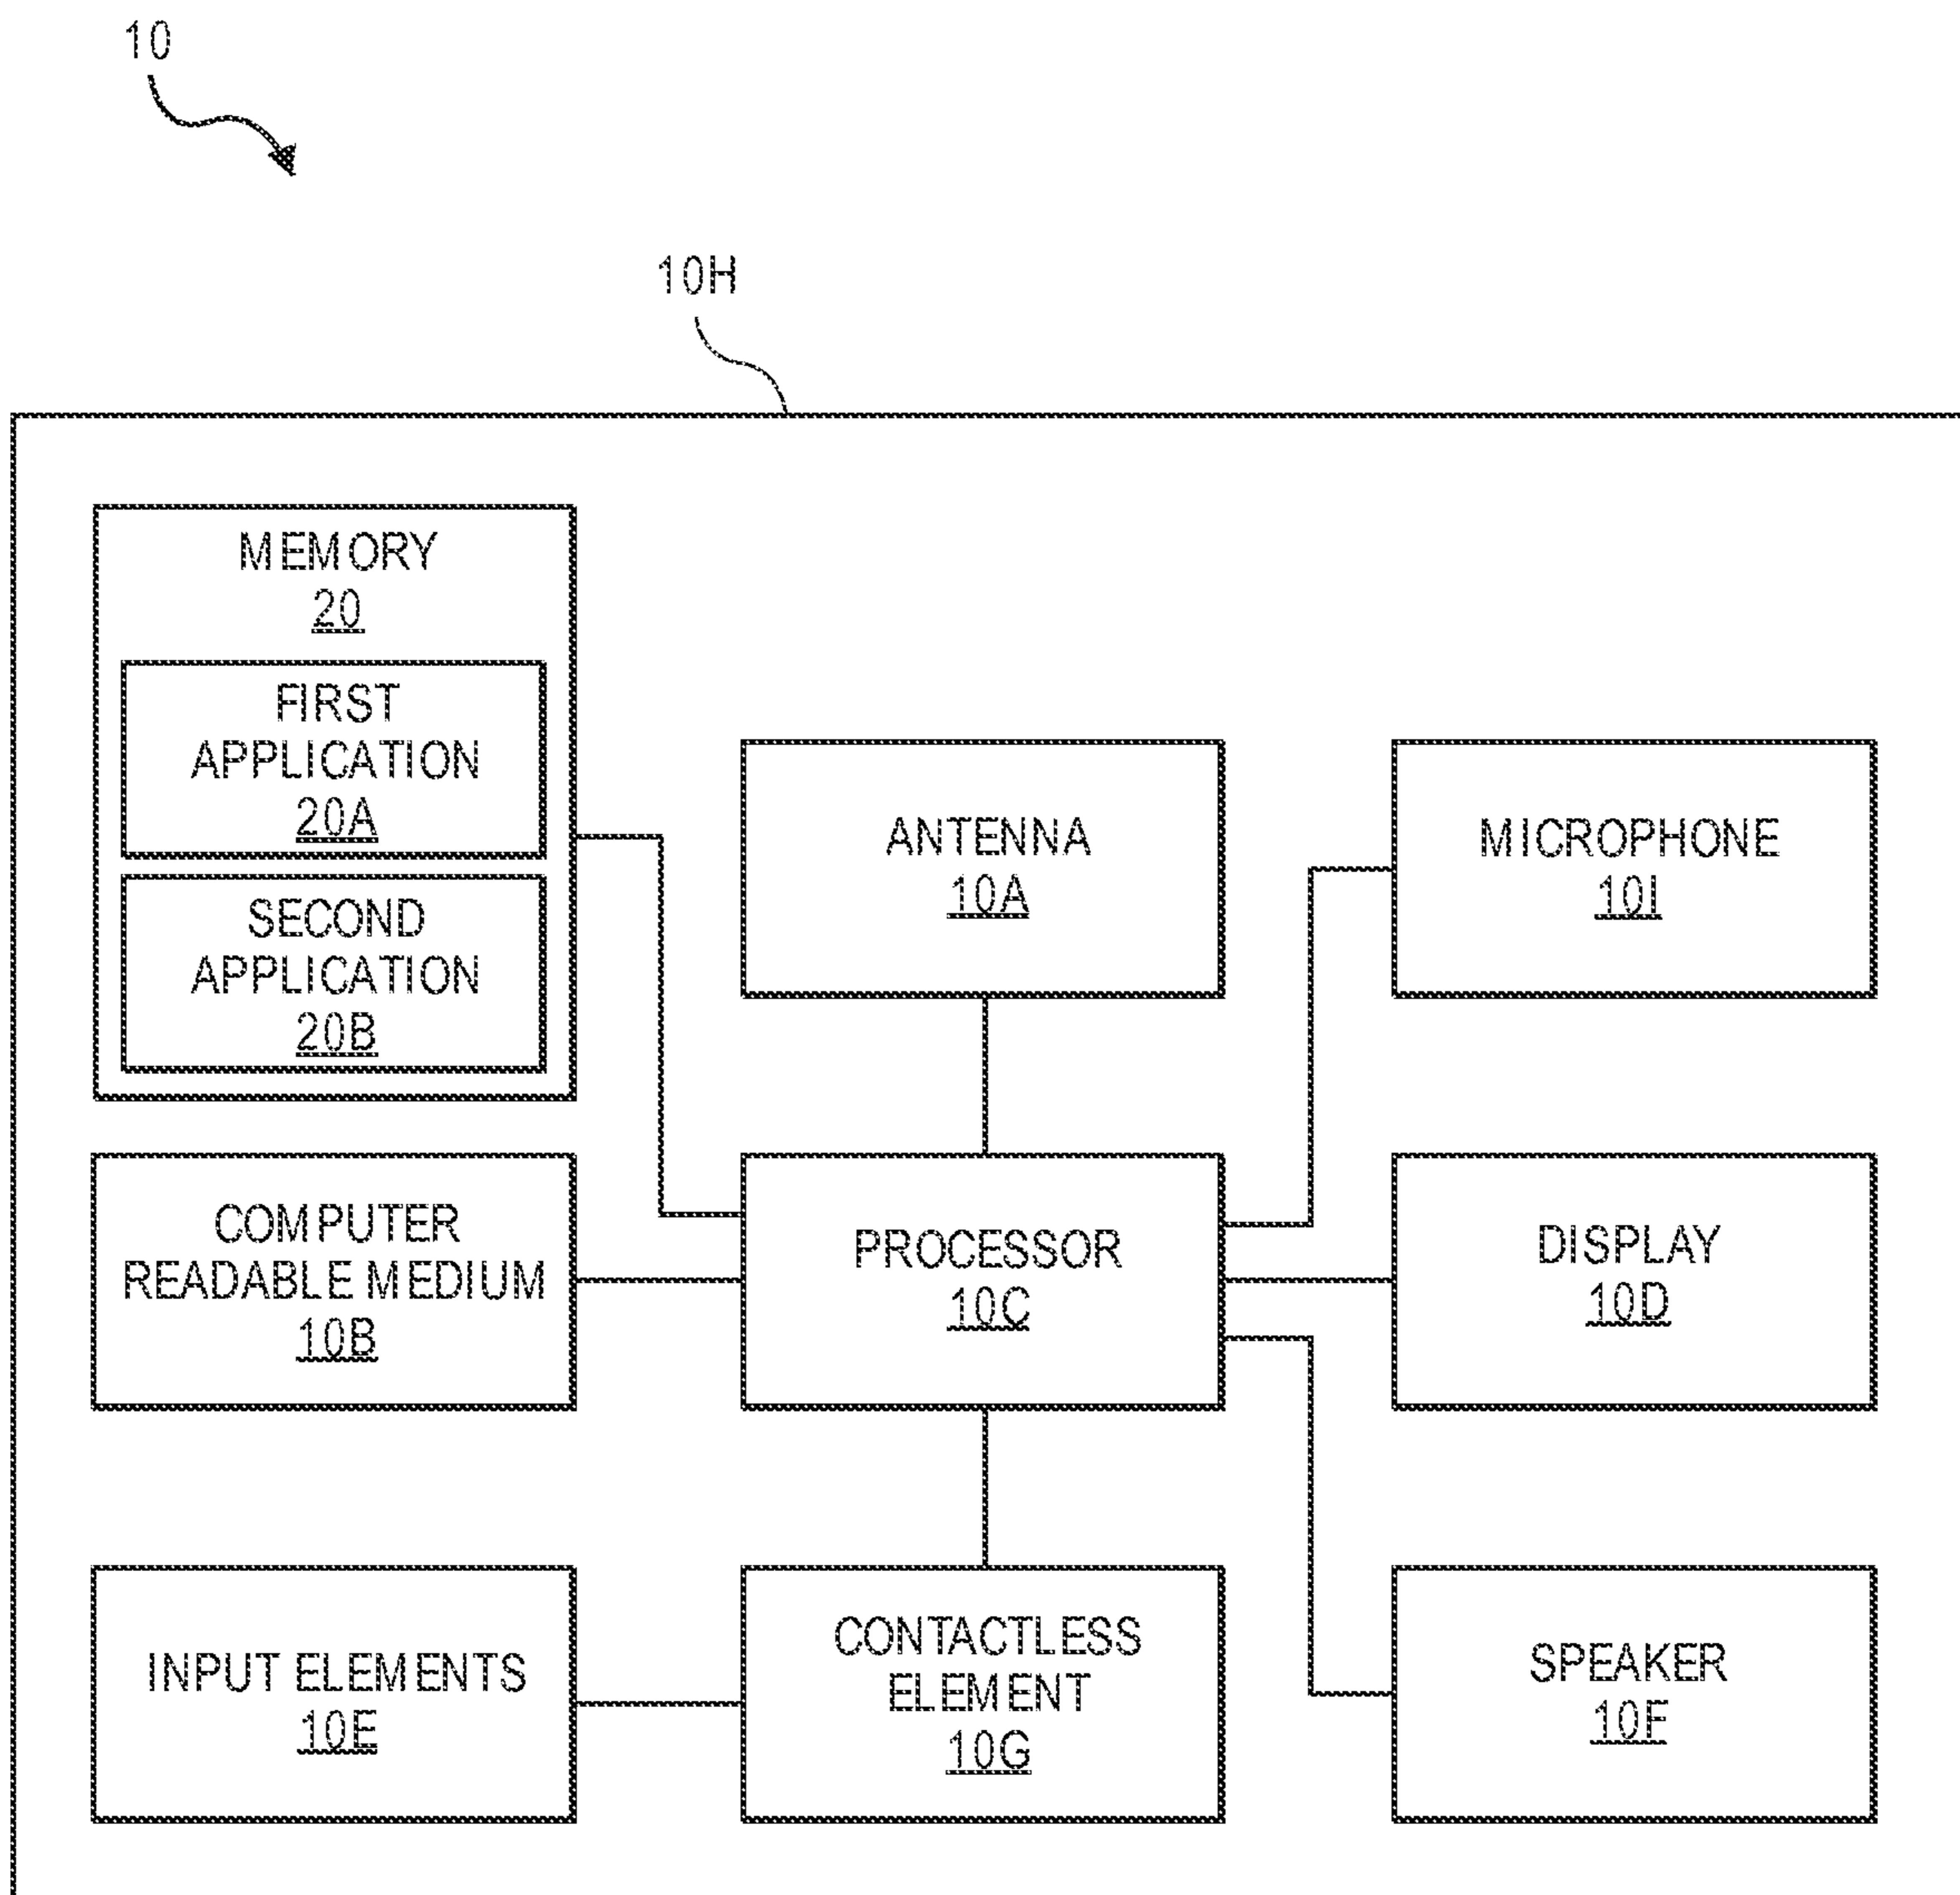 10
10H
MEMORY
20
FIRST
APPLICATION
20A
SECOND
APPLICATION
20B
ANTENNA
10A
MICROPHONE
10I
COMPUTER
READABLE MEDIUM
10B
PROCESSOR
10C
DISPLAY
10D
INPUT ELEMENTS
10E
CONTACTLESS
ELEMENT
10G
SPEAKER
10F